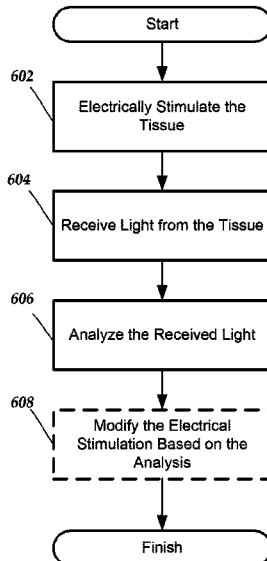 Start
602
Electrically Stimulate the
Tissue
604
Receive Light from the Tissue
606
Analyze the Received Light
608
Modify the Electrical
Stimulation Based on the
Analysis
Finish